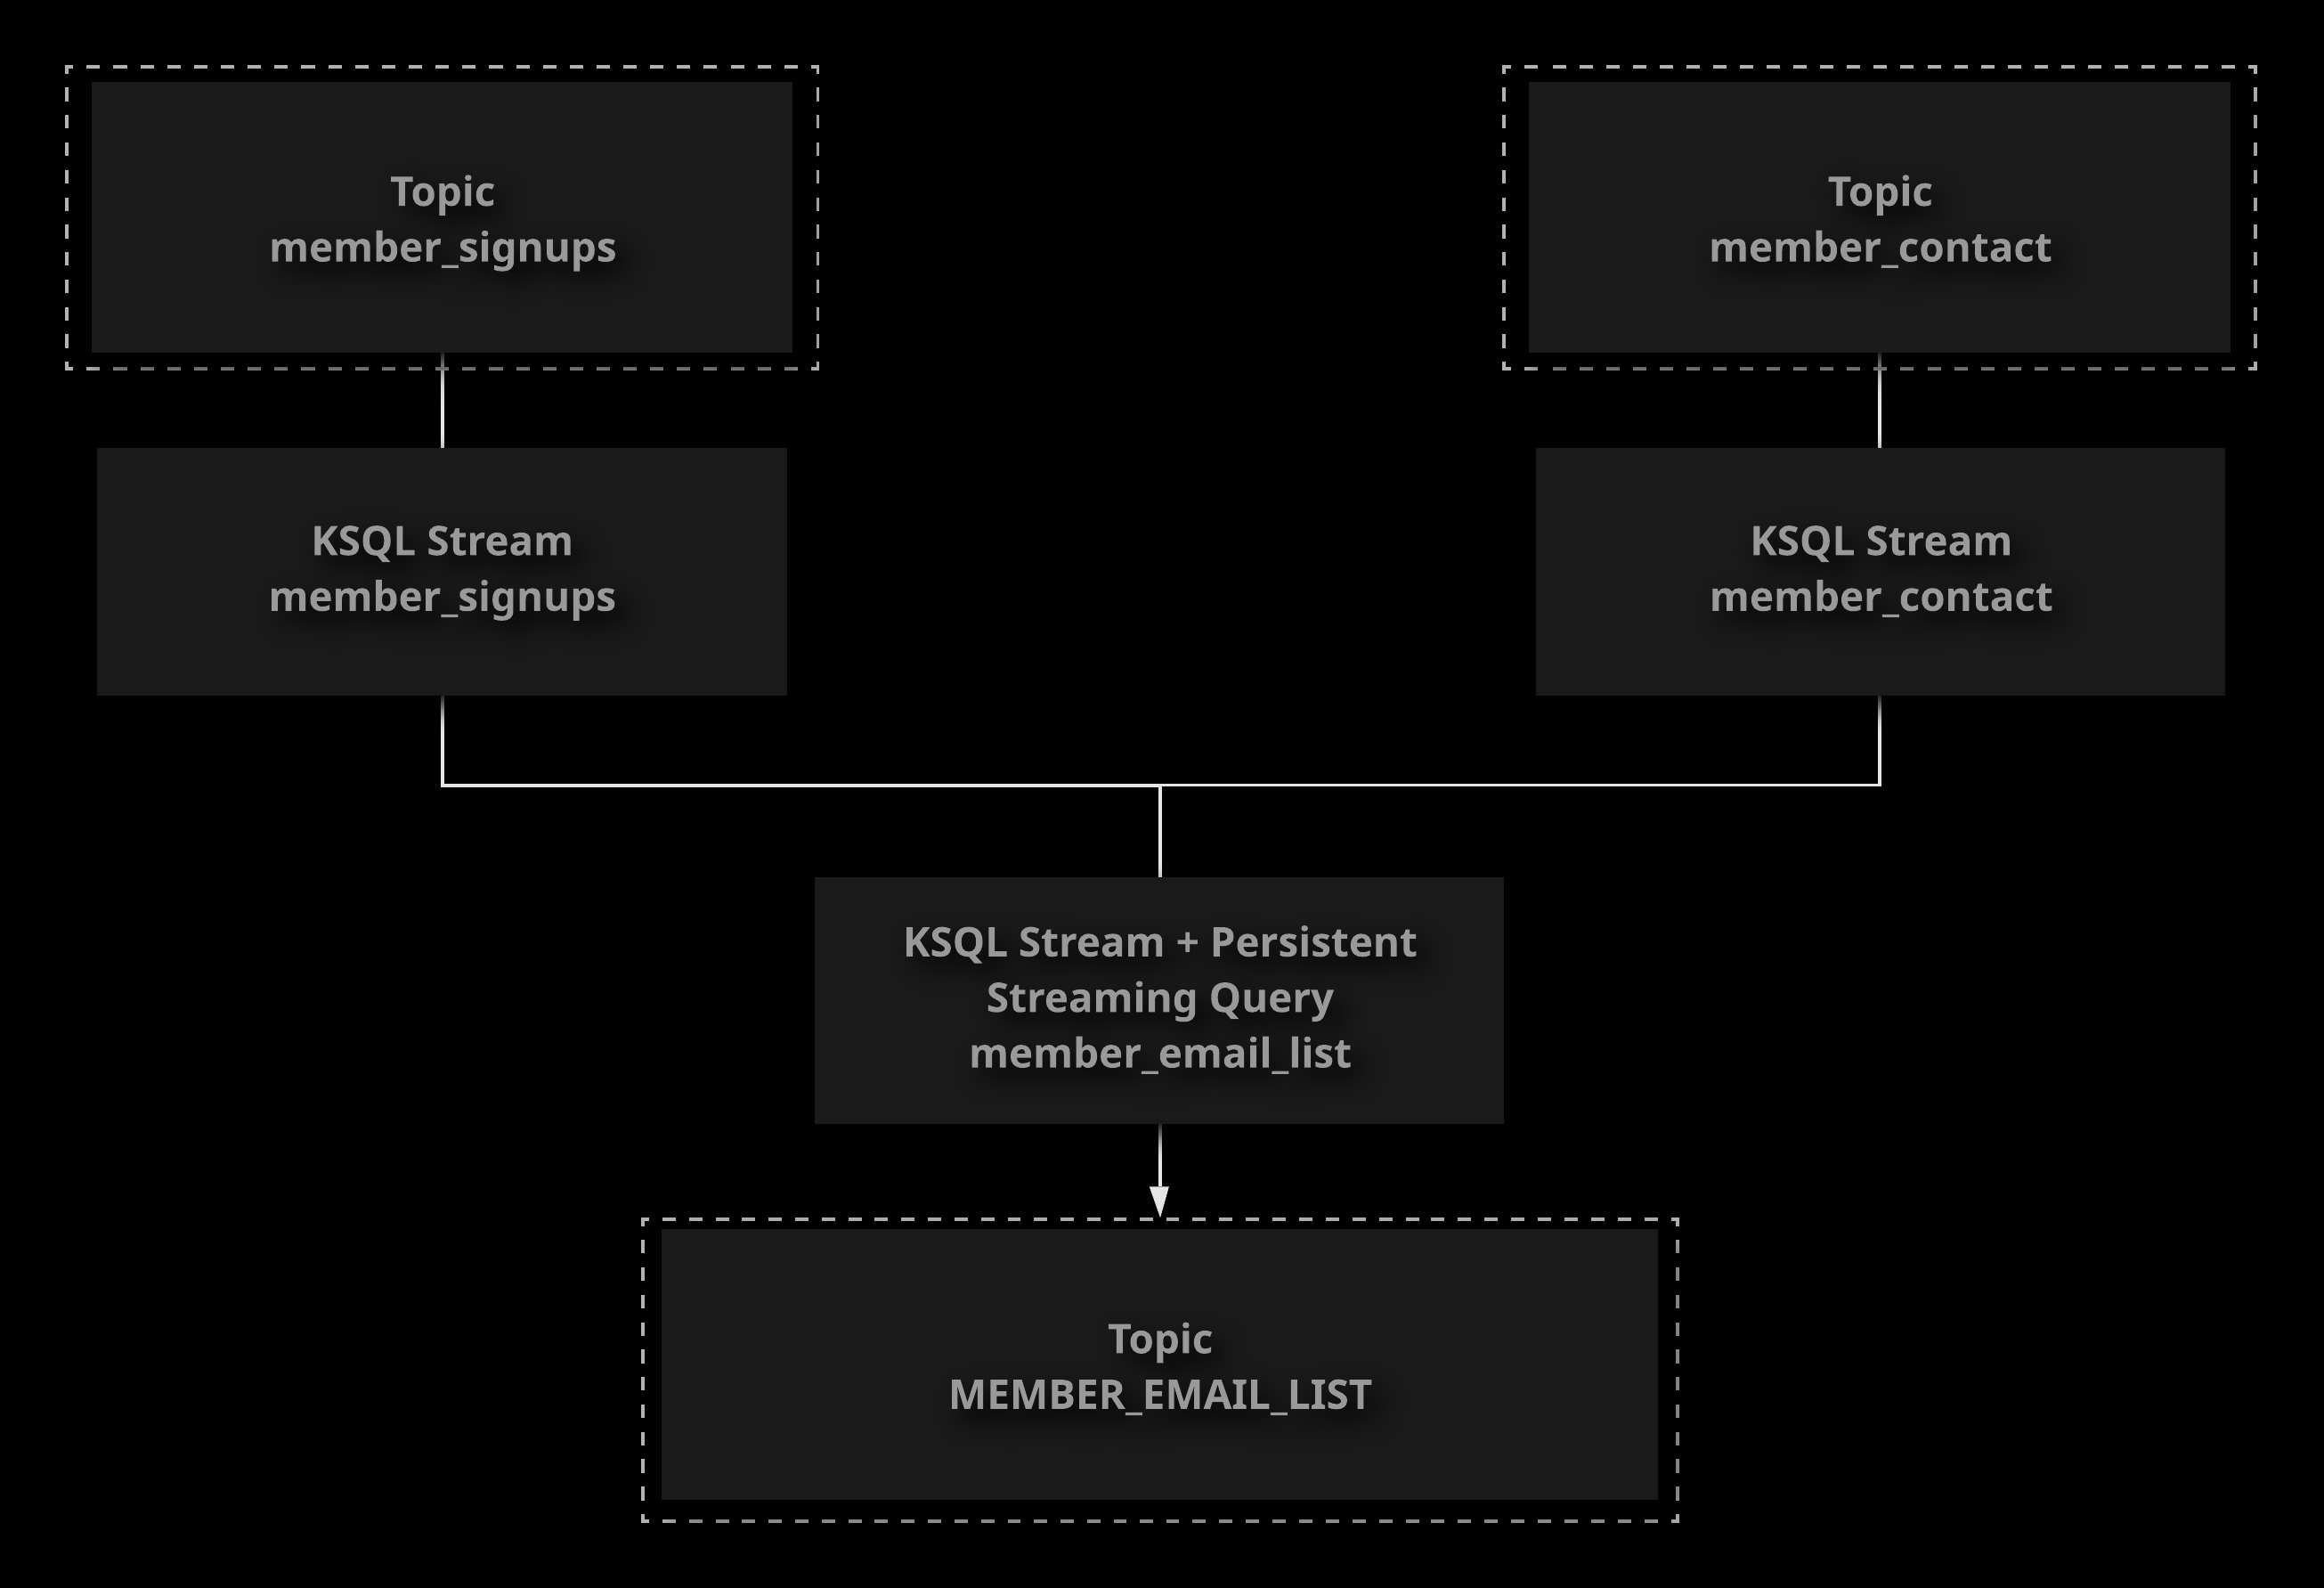 Topic
member_signups
Topic
member_contact
KSQL Stream
member_signups
KSQL Stream
member_contact
KSQL Stream + Persistent
Streaming Query
member_email_list
Topic
MEMBER_EMAIL_LIST